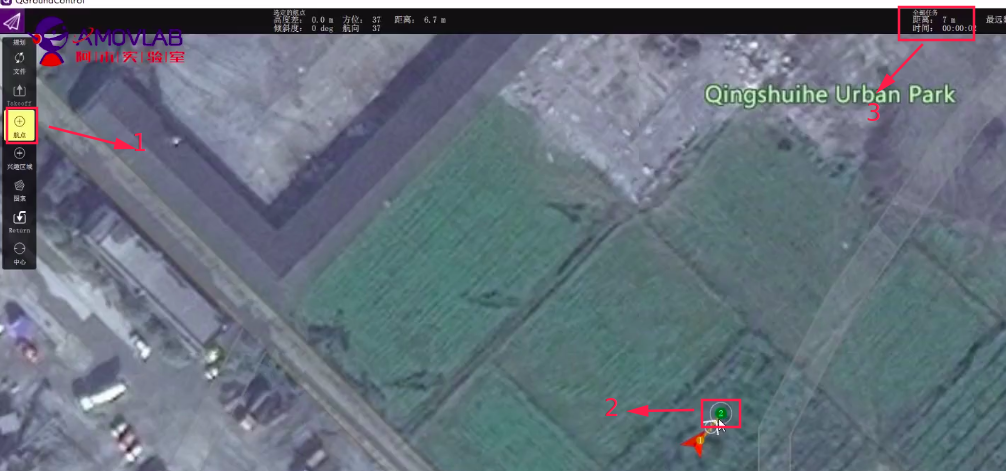 QGroundControl
选定的航点
高度差: 0.0 m 方位: 37 距离: 6.7 m
倾斜度: 0 deg 航向 37
全部任务
距离: 7 m
时间: 00:00:02
最远
规划
文件
Takeoff
航点
兴趣区域
图案
Return
中心
AMOVLAB
阿木实验室
Qingshuihe Urban Park
1
2
3
2
1